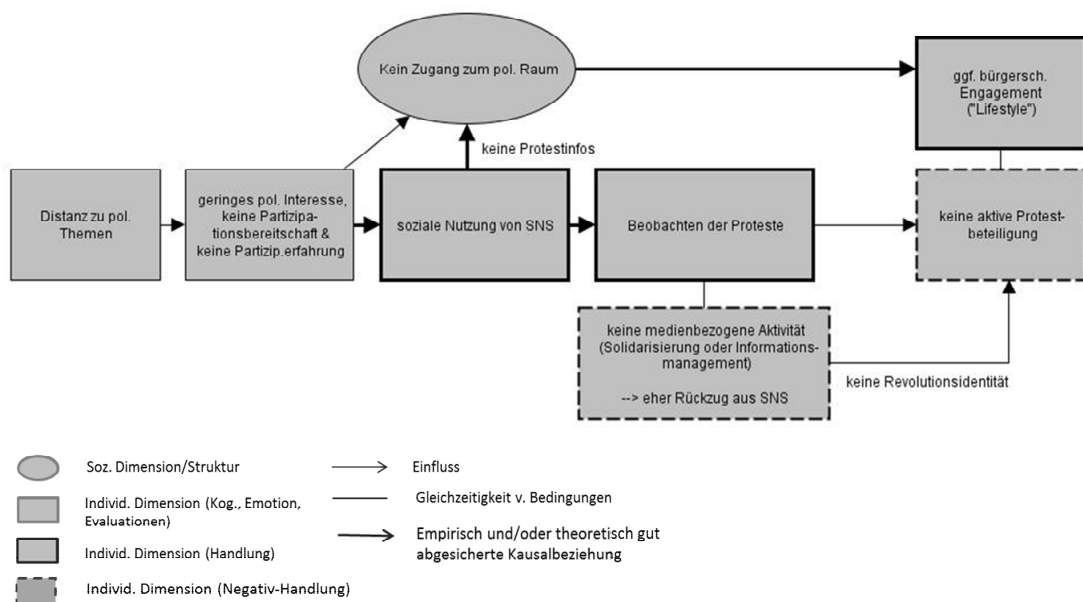 Kein Zugang zum pol. Raum
ggf. bürgersch.
Engagement
("Lifestyle")
keine Protestinfos
Distanz zu pol.
Themen
geringes pol. Interesse,
keine Partizipa-
tionsbereitschaft &
keine Partizip.erfahrung
soziale Nutzung von SNS
Beobachten der Proteste
keine aktive Protest-
beteiligung
keine medienbezogene Aktivität
(Solidarisierung oder Informations-
management)
--> eher Rückzug aus SNS
keine Revolutionsidentität
Soz. Dimension/Struktur
Einfluss
Individ. Dimension (Kog., Emotion,
Evaluationen)
Gleichzeitigkeit v. Bedingungen
Individ. Dimension (Handlung)
Empirisch und/oder theoretisch gut
abgesicherte Kausalbeziehung
Individ. Dimension (Negativ-Handlung)